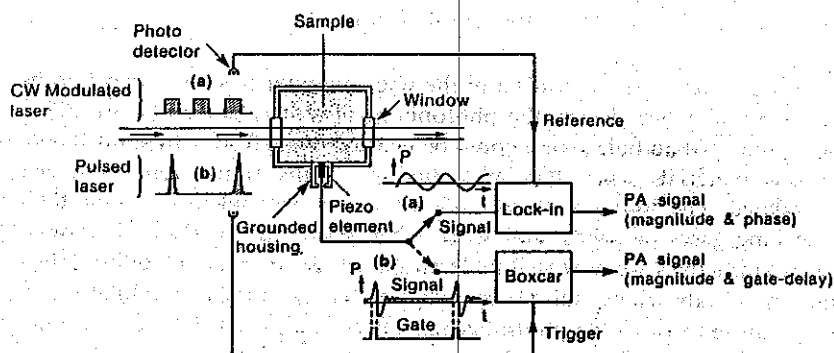 Sample
Photo
detector
(a)
CW Modulated
laser
Window
Reference
Pulsed
laser
(b)
Grounded
housing
Piezo
element
P
t
(a)
Signal
Lock-in
PA signal
(magnitude & phase)
(b)
P
Signal
t
Gate
Boxcar
PA signal
(magnitude & gate-delay)
Trigger